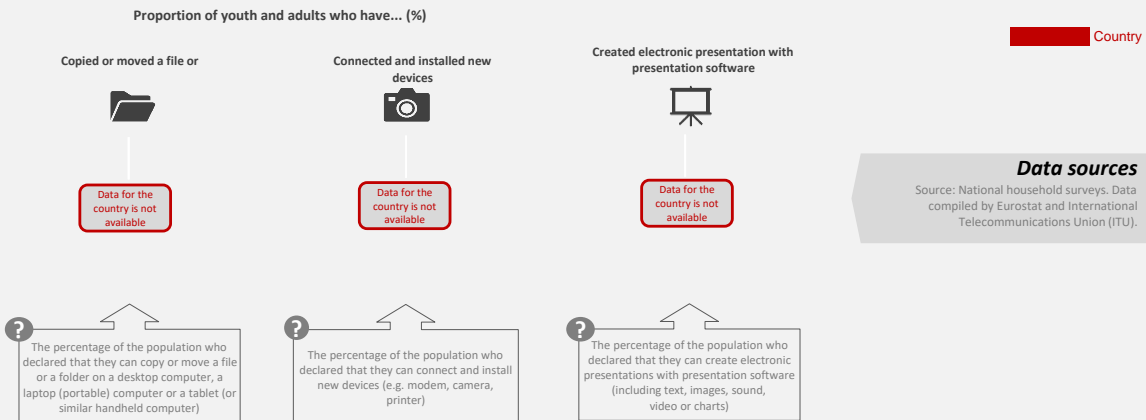 Proportion of youth and adults who have... (%)
Country
Copied or moved a file or
Connected and installed new
devices
Created electronic presentation with
presentation software
Data for the
country is not
available
Data for the
country is not
available
Data for the
country is not
available
Data sources
Source: National household surveys. Data
compiled by Eurostat and International
Telecommunications Union (ITU).
?
The percentage of the population who
declared that they can copy or move a file
or a folder on a desktop computer, a
laptop (portable) computer or a tablet (or
similar handheld computer)
?
The percentage of the population who
declared that they can connect and install
new devices (e.g. modem, camera,
printer)
?
The percentage of the population who
declared that they can create electronic
presentations with presentation software
(including text, images, sound,
video or charts)